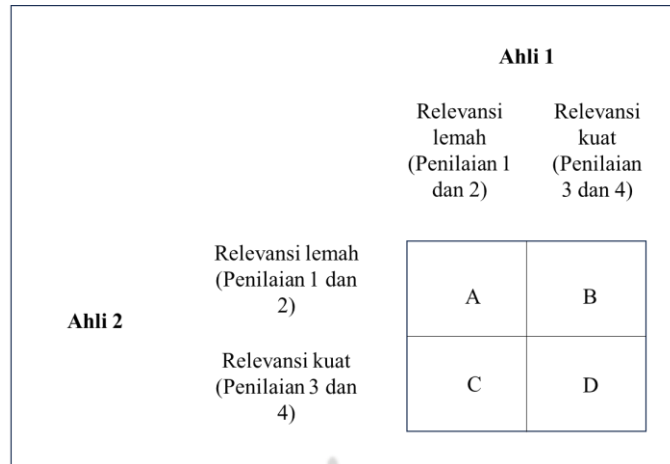 Ahli 1
Relevansi
lemah
(Penilaian 1
dan 2)
Relevansi
kuat
(Penilaian
3 dan 4)
Relevansi lemah
(Penilaian 1 dan
2)
A
B
Ahli 2
Relevansi kuat
(Penilaian 3 dan
4)
C
D